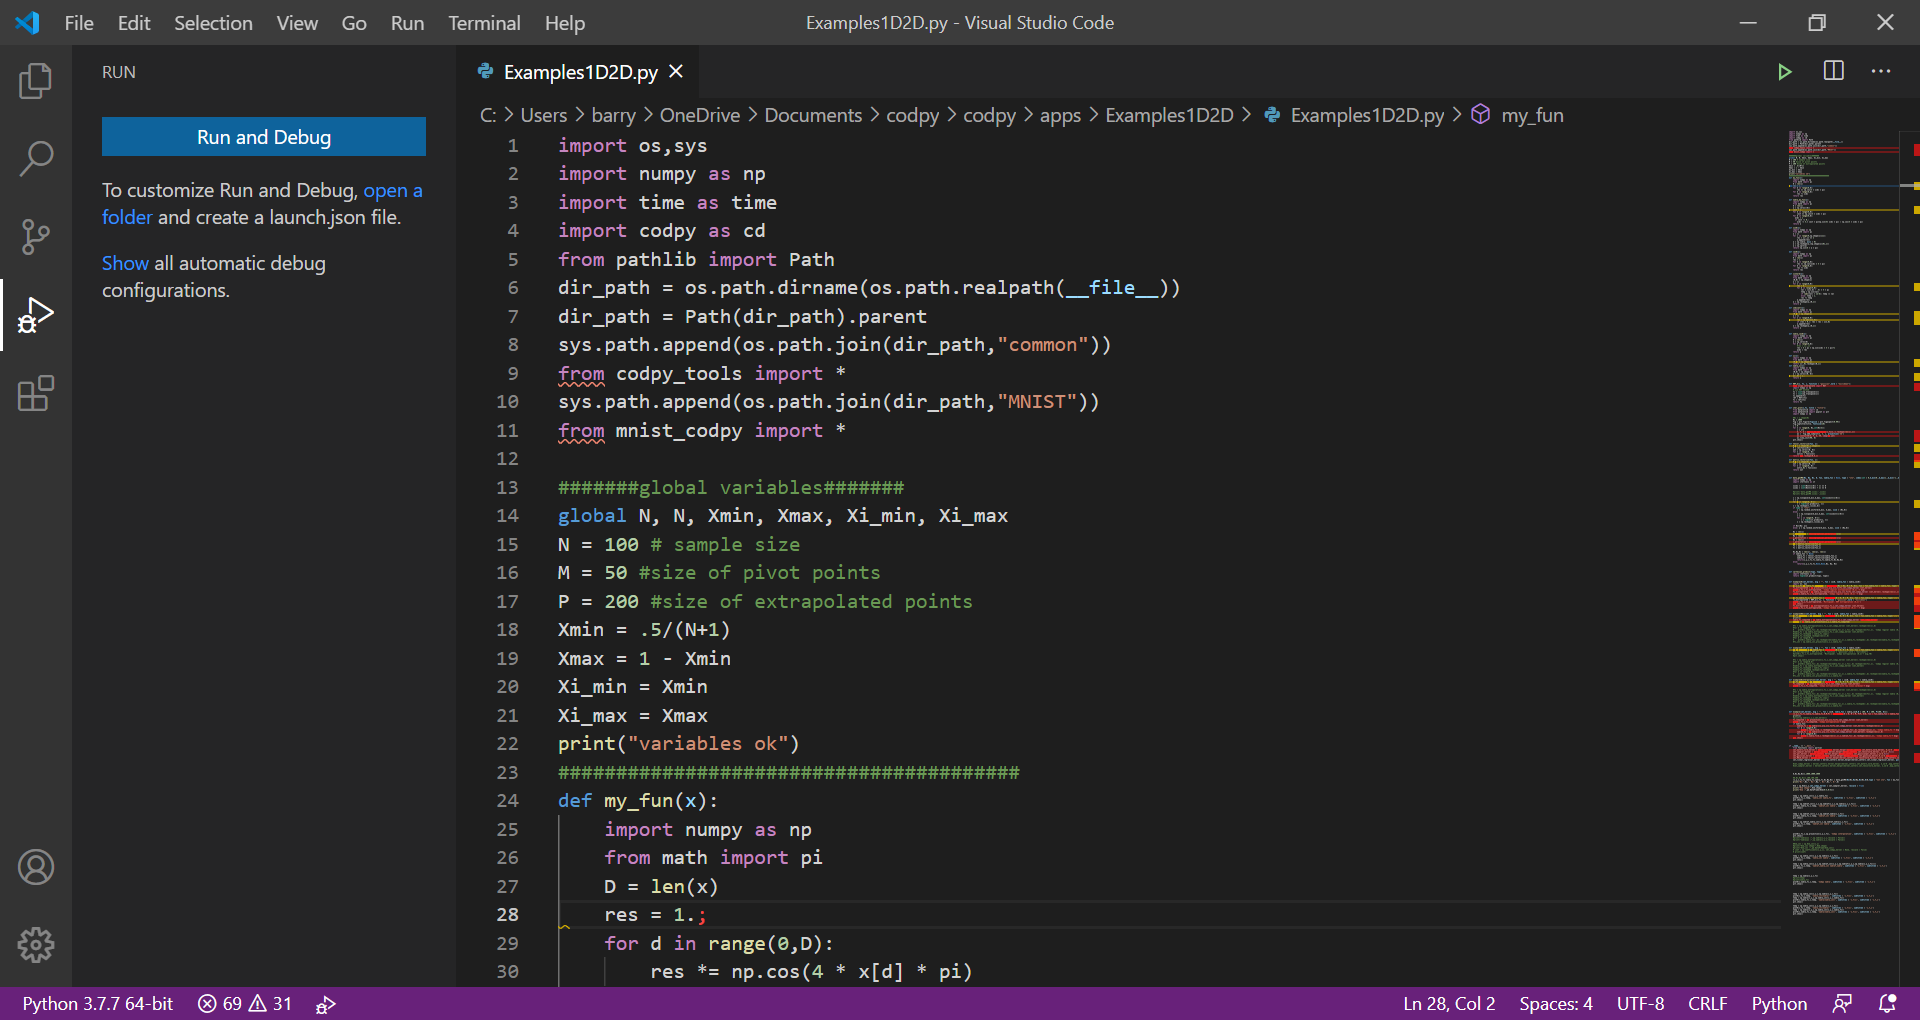 File Edit Selection View Go Run Terminal Help
Examples1D2D.py - Visual Studio Code
RUN
Run and Debug
To customize Run and Debug, open a
folder and create a launch.json file.
Show all automatic debug
configurations.
Examples1D2D.py
C: > Users > barry > OneDrive > Documents > codpy > codpy > apps > Examples1D2D > Examples1D2D.py > my_fun
1 import os,sys
2 import numpy as np
3 import time as time
4 import codpy as cd
5 from pathlib import Path
6 dir_path = os.path.dirname(os.path.realpath(__file__))
7 dir_path = Path(dir_path).parent
8 sys.path.append(os.path.join(dir_path,"common"))
9 from codpy_tools import *
10 sys.path.append(os.path.join(dir_path,"MNIST"))
11 from mnist_codpy import *
12
13 #######global variables#######
14 global N, N, Xmin, Xmax, Xi_min, Xi_max
15 N = 100 # sample size
16 M = 50 #size of pivot points
17 P = 200 #size of extrapolated points
18 Xmin = .5/(N+1)
19 Xmax = 1 - Xmin
20 Xi_min = Xmin
21 Xi_max = Xmax
22 print("variables ok")
23 ########################################
24 def my_fun(x):
25     import numpy as np
26     from math import pi
27     D = len(x)
28     res = 1.;
29     for d in range(0,D):
30         res *= np.cos(4 * x[d] * pi)
Python 3.7.7 64-bit 69 31 Ln 28, Col 2 Spaces: 4 UTF-8 CRLF Python